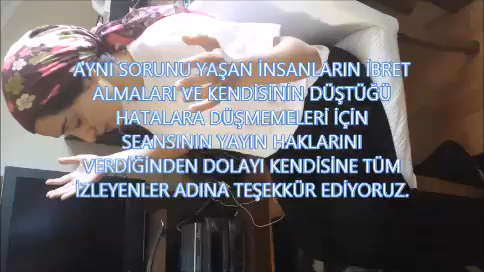 AYNI SORUNU YAŞAN İNSANLARIN İBRET
ALMALARI VE KENDİSİNİN DÜŞTÜĞÜ
HATALARA DÜŞMEMELERİ İÇİN
SEANSININ YAYIN HAKLARINI
VERDİĞİNDEN DOLAYI KENDİSİNE TÜM
İZLEYENLER ADINA TEŞEKKÜR EDİYORUZ.